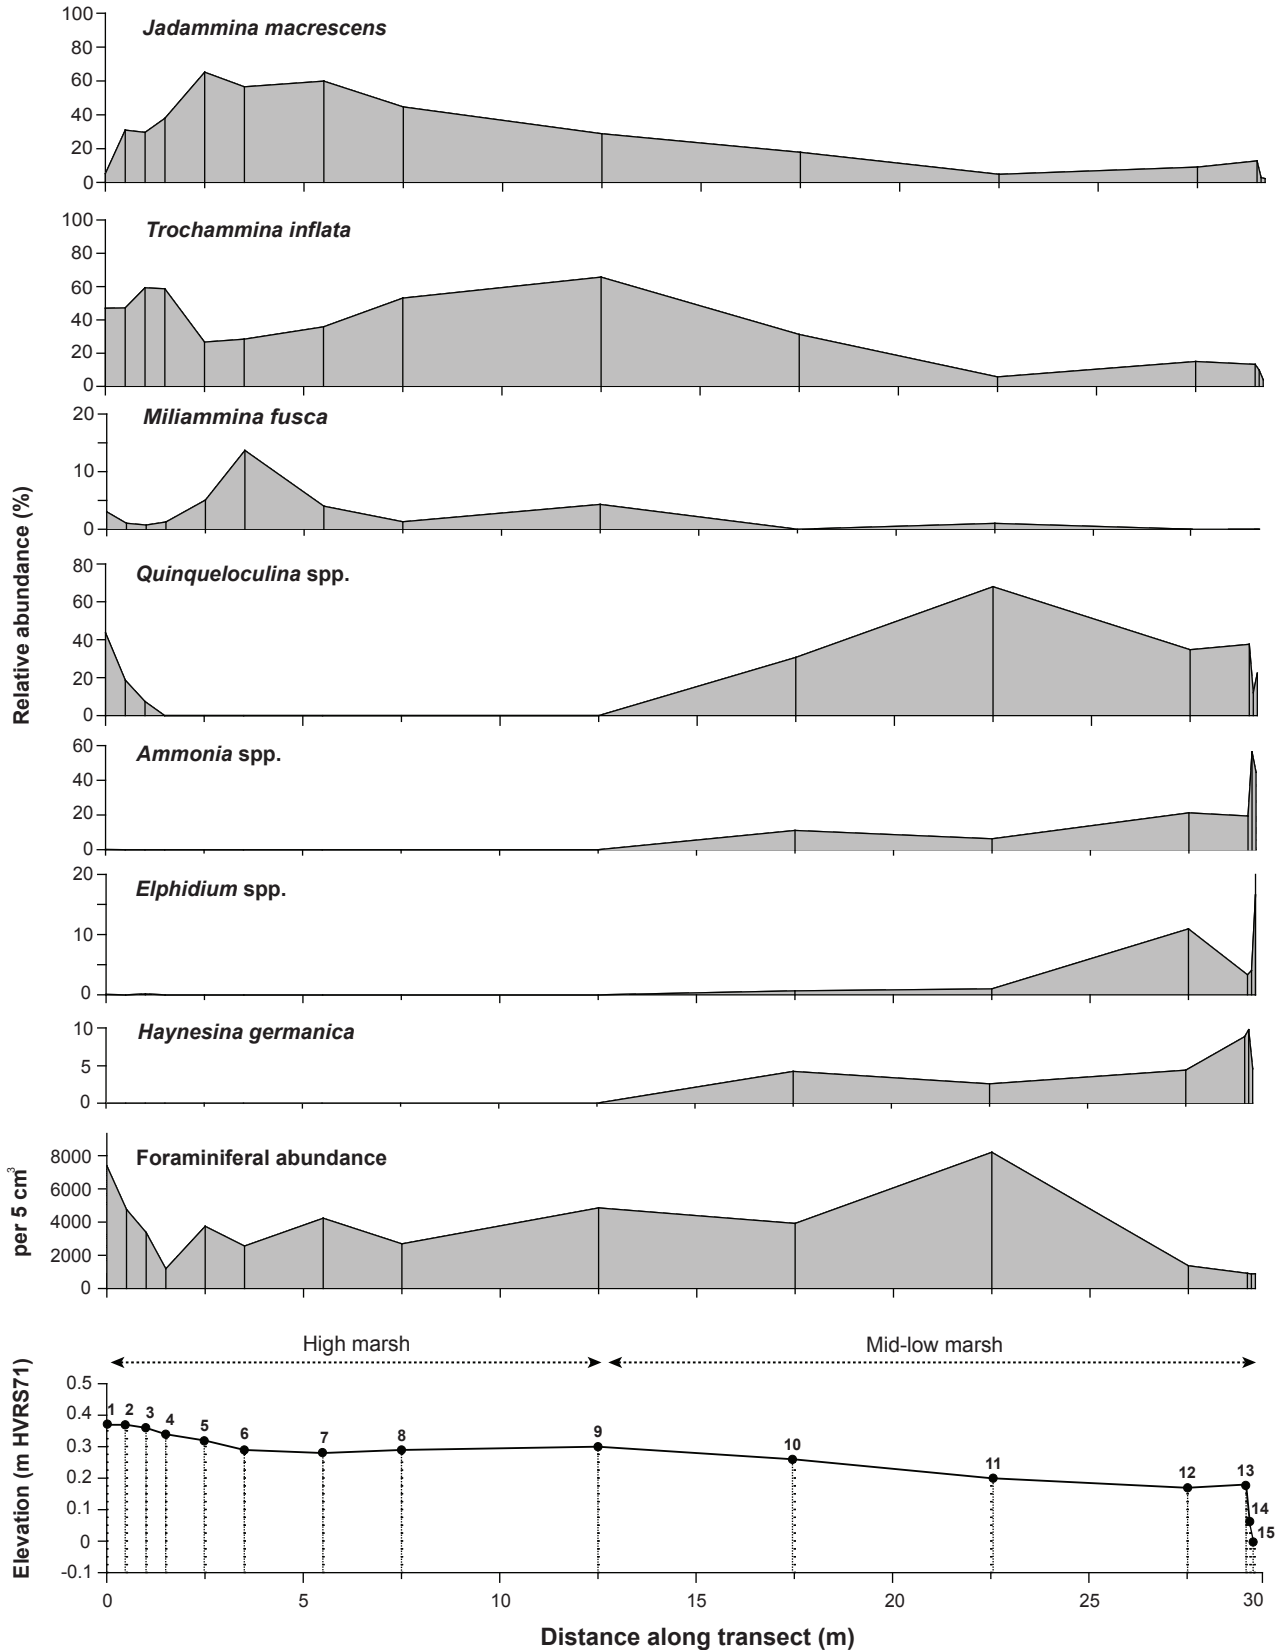 100
80
60
40
20
0
Jadammina macrescens
100
80
60
40
20
0
Trochammina inflata
20
10
0
Miliammina fusca
Relative abundance (%)
80
60
40
20
0
Quinqueloculina spp.
60
40
20
0
Ammonia spp.
20
10
0
Elphidium spp.
10
5
0
Haynesina germanica
per 5 cm³
8000
6000
4000
2000
0
Foraminiferal abundance
High marsh
Mid-low marsh
Elevation (m HVRS71)
0.5
0.4
0.3
0.2
0.1
0
-0.1
1 2 3 4 5 6 7 8 9 10 11 12 13 14 15
0 5 10 15 20 25 30
Distance along transect (m)